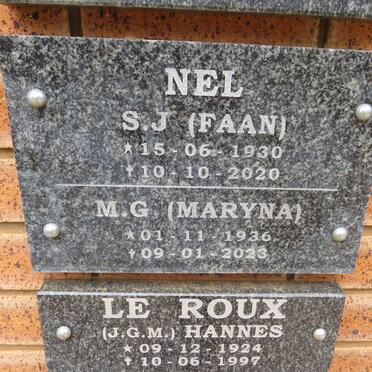 NEL
S.J (FAAN)
★ 15-06-1930
† 10-10-2020
M.G. (MARYNA)
★ 01-11-1936
† 09-01-2023
LE ROUX
(J.G.M.) HANNES
★ 09-12-1924
† 10-06-1997